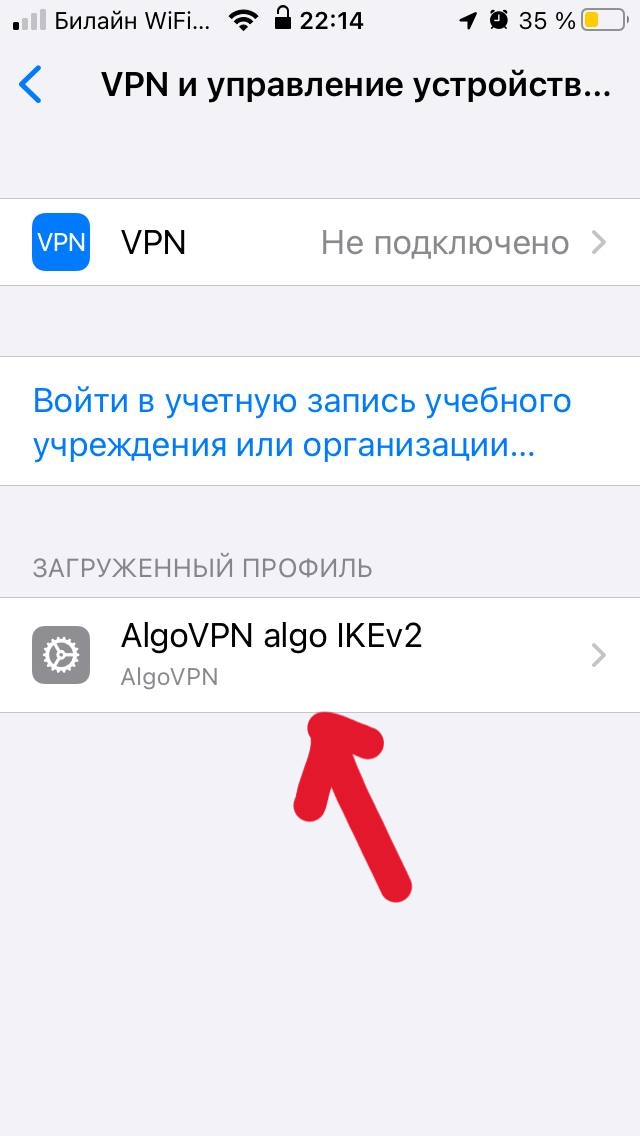 Билайн WiFi... 22:14 35 %
VPN и управление устройств...
VPN VPN Не подключено
Войти в учетную запись учебного
учреждения или организации...
ЗАГРУЖЕННЫЙ ПРОФИЛЬ
AlgoVPN algo IKEv2
AlgoVPN